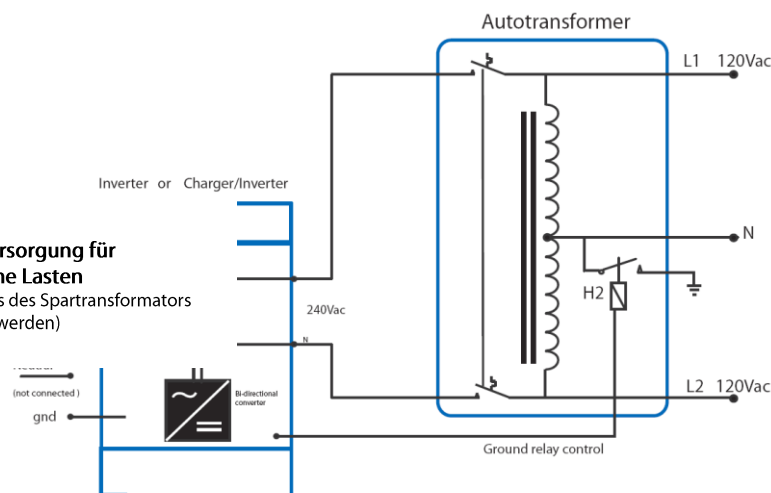 Autotransformer
L1 120Vac
Inverter or Charger/Inverter
N
rsorgung für
ne Lasten
s des Spartransformators
werden)
H2
240Vac
N
(not connected )
Bi-directional
converter
gnd
L2 120Vac
Ground relay control